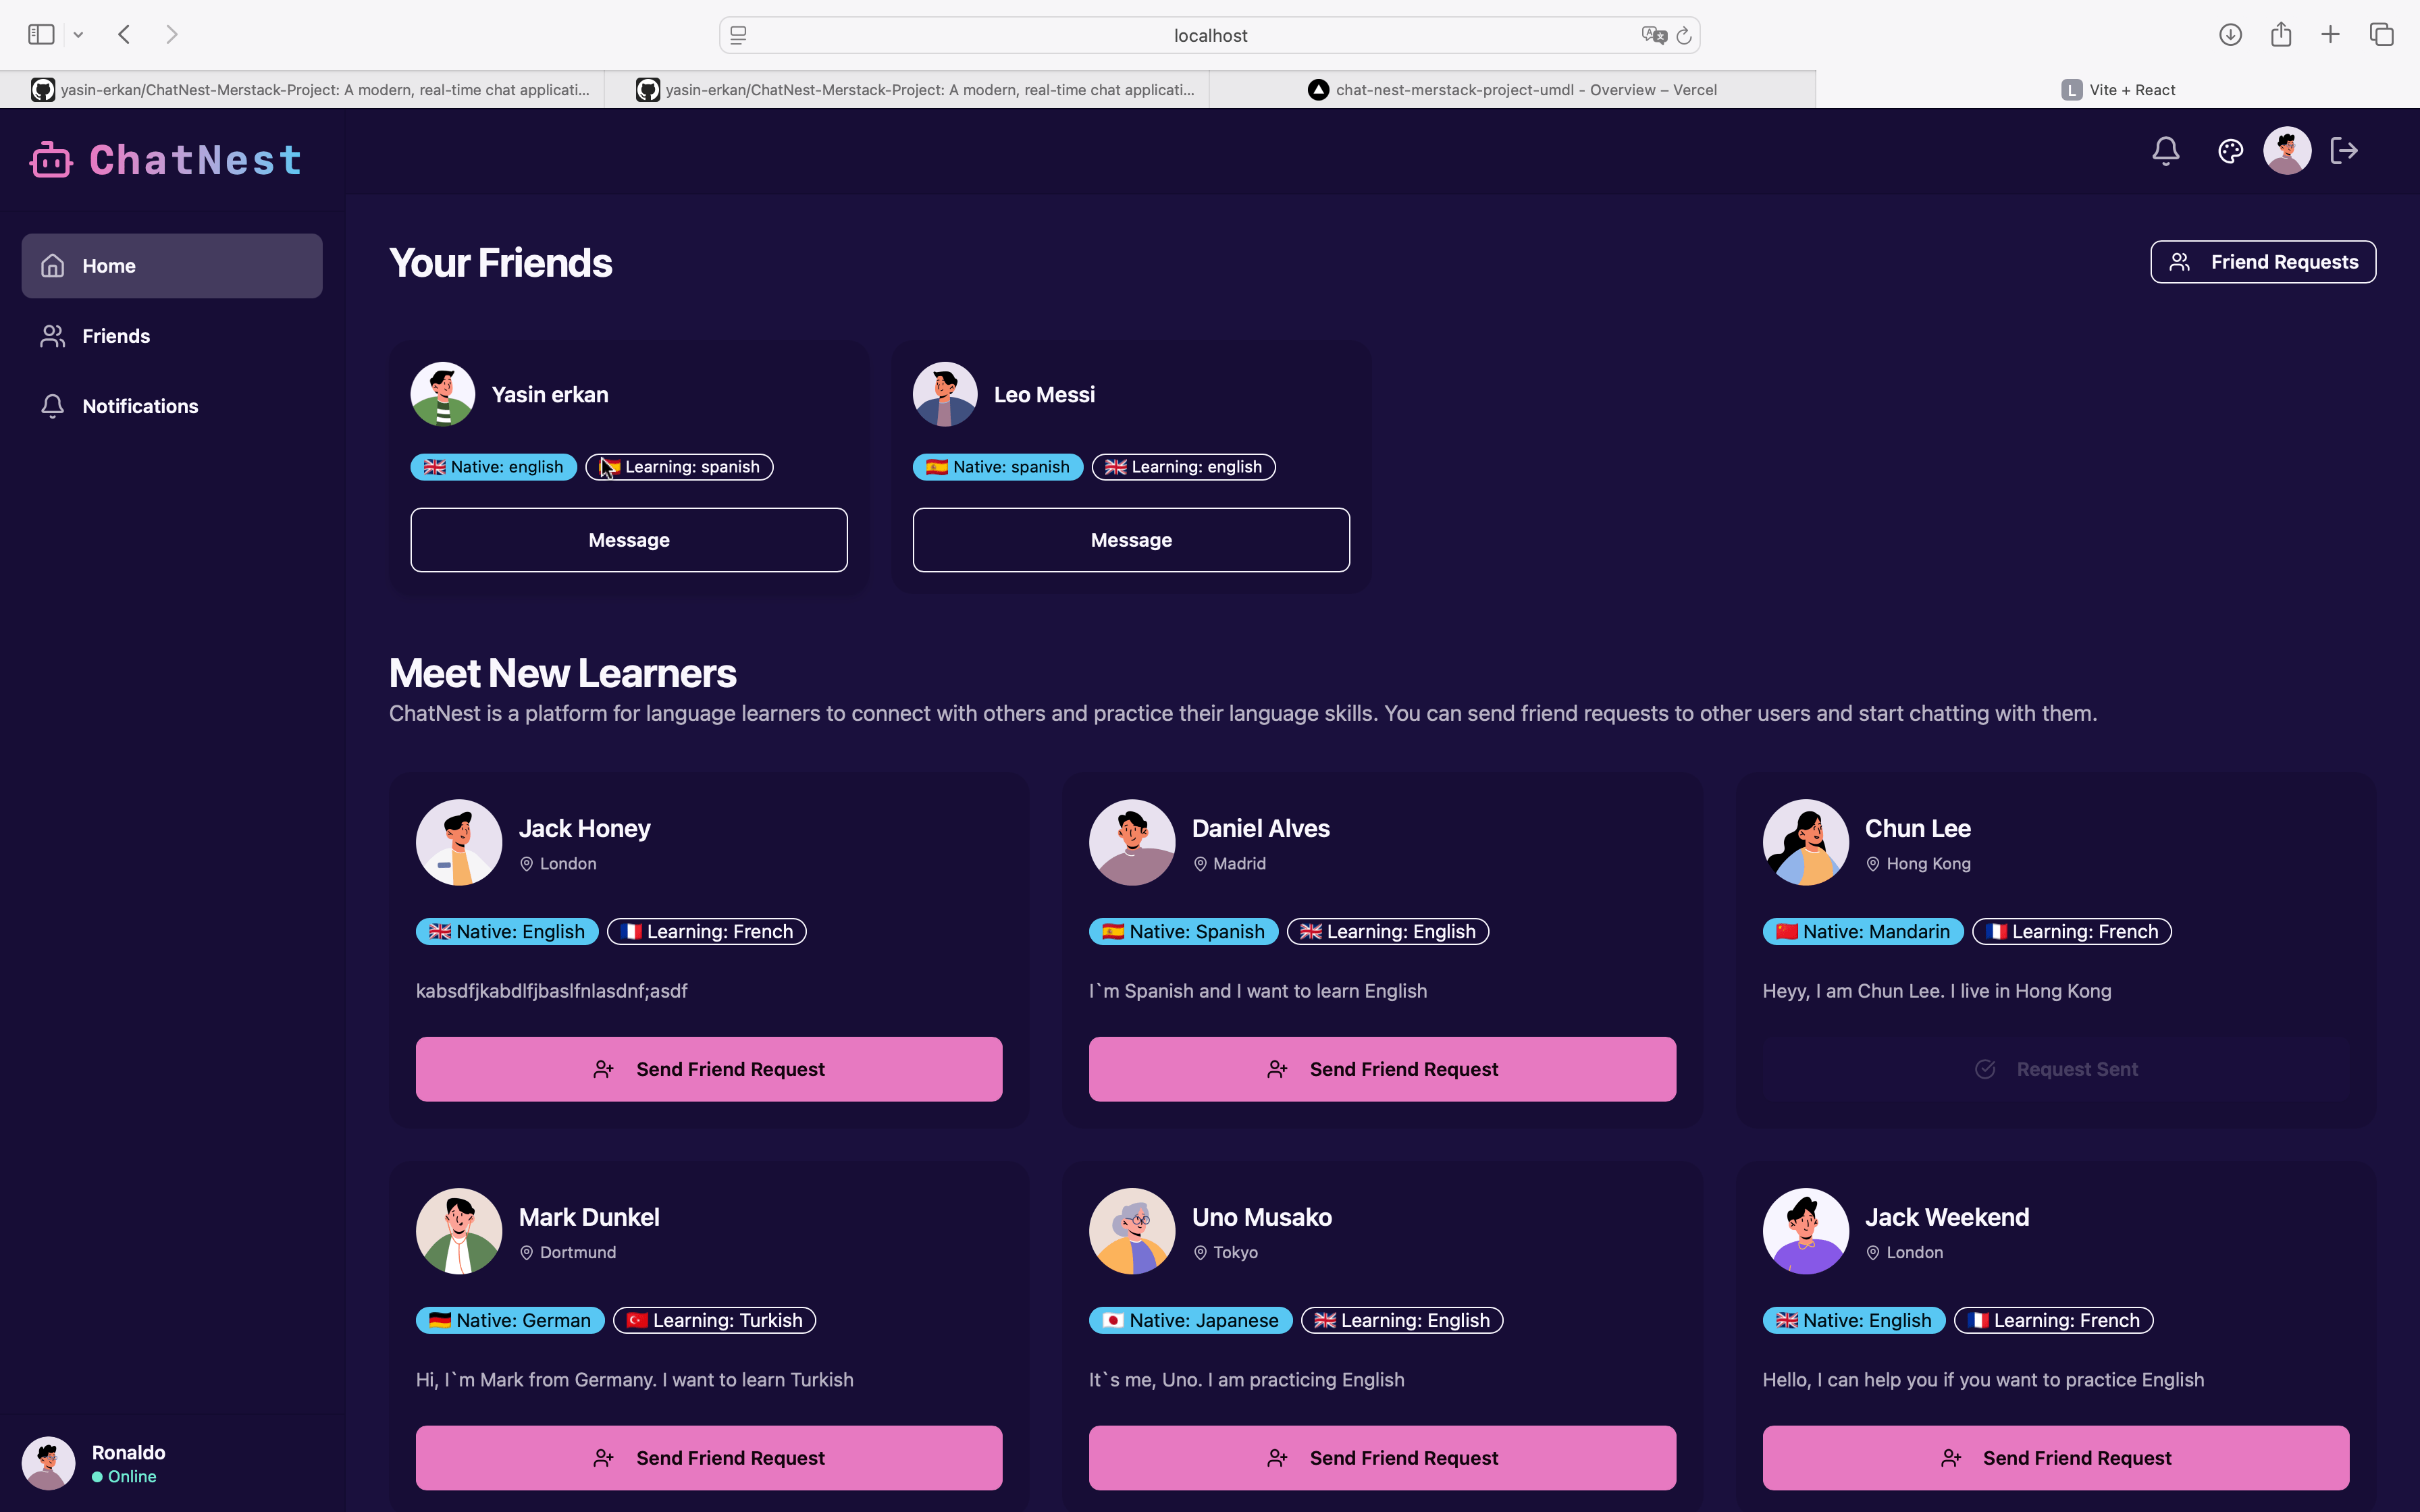 localhost
yasin-erkan/ChatNest-Merstack-Project: A modern, real-time chat applicati...
yasin-erkan/ChatNest-Merstack-Project: A modern, real-time chat applicati...
chat-nest-merstack-project-umdl - Overview – Vercel
L Vite + React
ChatNest
Home
Friends
Notifications
Your Friends
Friend Requests
Yasin erkan
Native: english
Learning: spanish
Message
Leo Messi
Native: spanish
Learning: english
Message
Meet New Learners
ChatNest is a platform for language learners to connect with others and practice their language skills. You can send friend requests to other users and start chatting with them.
Jack Honey
London
Native: English
Learning: French
kabsdfjkabdlfjbaslfnlasdnf;asdf
Send Friend Request
Daniel Alves
Madrid
Native: Spanish
Learning: English
I`m Spanish and I want to learn English
Send Friend Request
Chun Lee
Hong Kong
Native: Mandarin
Learning: French
Heyy, I am Chun Lee. I live in Hong Kong
Request Sent
Mark Dunkel
Dortmund
Native: German
Learning: Turkish
Hi, I`m Mark from Germany. I want to learn Turkish
Send Friend Request
Uno Musako
Tokyo
Native: Japanese
Learning: English
It`s me, Uno. I am practicing English
Send Friend Request
Jack Weekend
London
Native: English
Learning: French
Hello, I can help you if you want to practice English
Send Friend Request
Ronaldo
Online